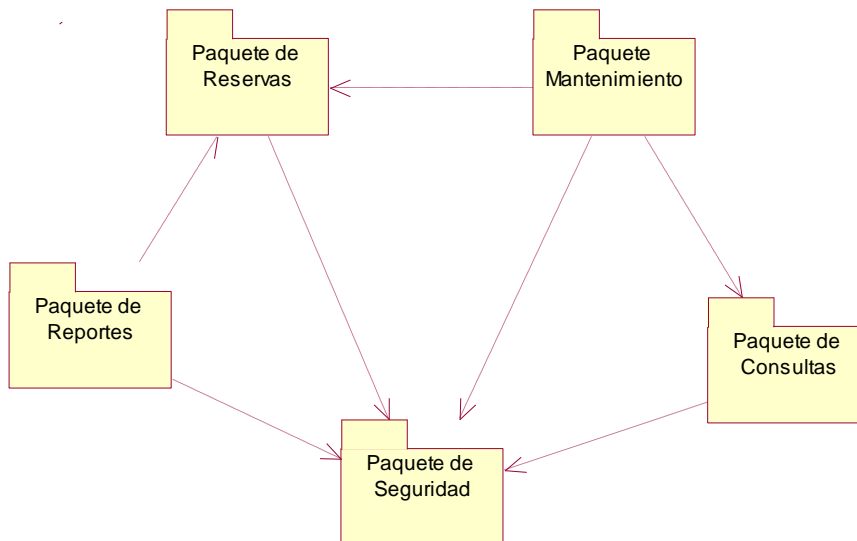 Paquete de
Reservas
Paquete
Mantenimiento
Paquete de
Reportes
Paquete de
Consultas
Paquete de
Seguridad